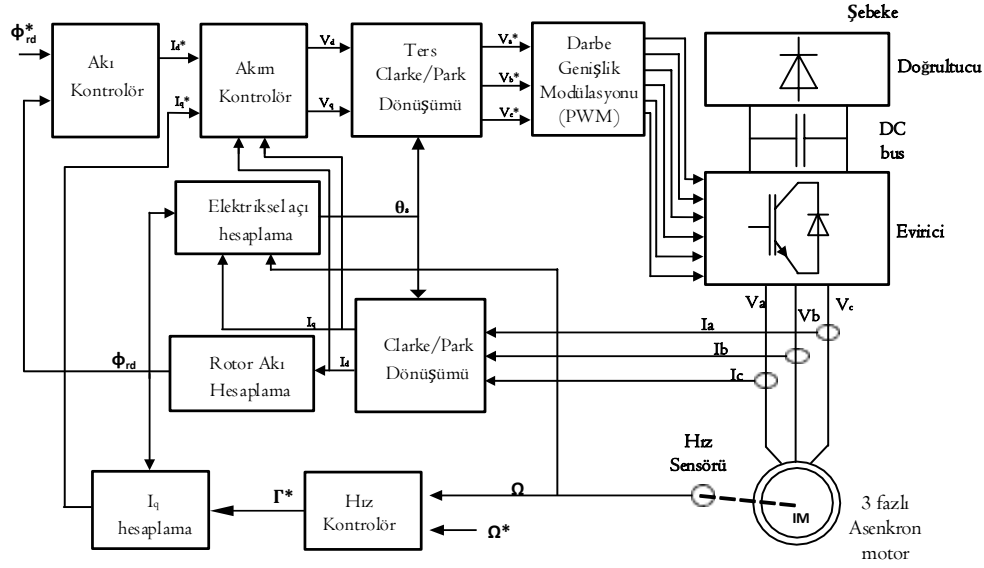 Şebeke
ϕrd*
Akı
Kontrolör
Id*
Iq*
Akım
Kontrolör
Vd
Vq
Ters
Clarke/Park
Dönüşümü
Va*
Vb*
Vc*
Darbe
Genişlik
Modülasyonu
(PWM)
Doğrultucu
DC
bus
Elektriksel açı
hesaplama
θs
Evirici
Va
Vb
Vc
Iq
Id
Clarke/Park
Dönüşümü
Ia
Ib
Ic
ϕrd
Rotor Akı
Hesaplama
Hız
Sensörü
Iq
hesaplama
Γ*
Hız
Kontrolör
Ω
Ω*
IM
3 fazlı
Asenkron
motor